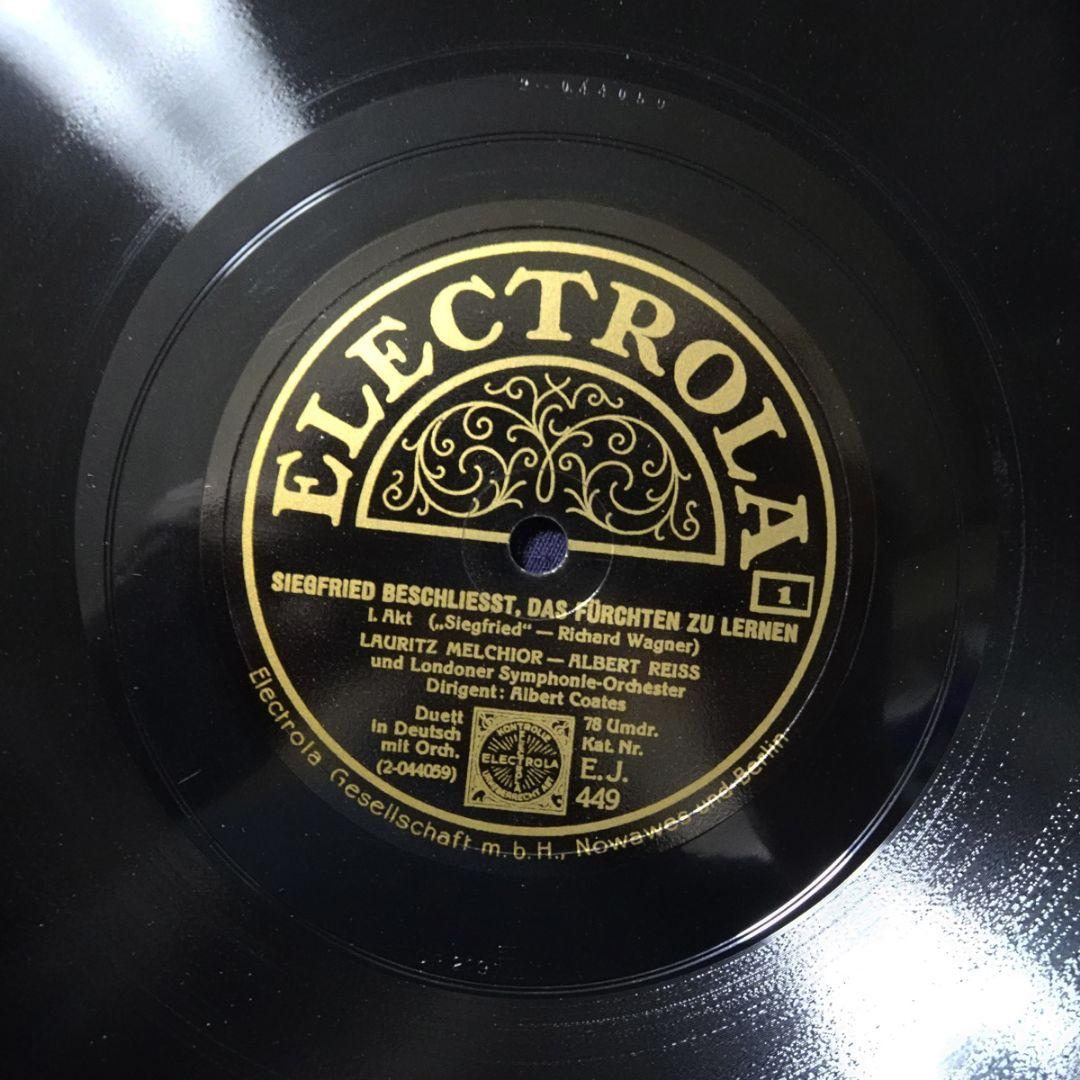 2-044059
ELECTROLA
1
SIEGFRIED BESCHLIESST, DAS FÜRCHTEN ZU LERNEN
I. Akt („Siegfried“ — Richard Wagner)
LAURITZ MELCHIOR — ALBERT REISS
und Londoner Symphonie-Orchester
Dirigent: Albert Coates
Duett
in Deutsch
mit Orch.
(2-044059)
ELECTROLA
78 Umdr.
Kat. Nr.
E.J.
449
Electrola Gesellschaft m.b.H., Nowawes und Berlin